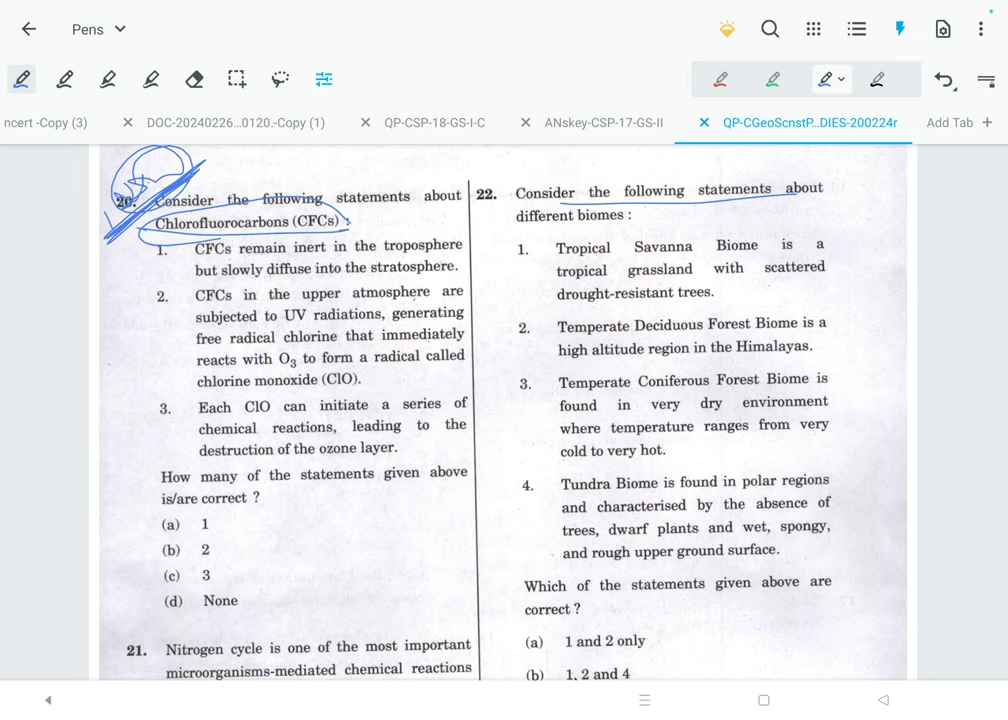 Pens
ncert -Copy (3)
DOC-20240226...0120.-Copy (1)
QP-CSP-18-GS-I-C
ANskey-CSP-17-GS-II
QP-CGeoScnstP...DIES-200224r
Add Tab
20. Consider the following statements about
Chlorofluorocarbons (CFCs) :
1. CFCs remain inert in the troposphere
but slowly diffuse into the stratosphere.
2. CFCs in the upper atmosphere are
subjected to UV radiations, generating
free radical chlorine that immediately
reacts with O₃ to form a radical called
chlorine monoxide (ClO).
3. Each ClO can initiate a series of
chemical reactions, leading to the
destruction of the ozone layer.
How many of the statements given above
is/are correct ?
(a) 1
(b) 2
(c) 3
(d) None
21. Nitrogen cycle is one of the most important
microorganisms-mediated chemical reactions
22. Consider the following statements about
different biomes :
1. Tropical Savanna Biome is a
tropical grassland with scattered
drought-resistant trees.
2. Temperate Deciduous Forest Biome is a
high altitude region in the Himalayas.
3. Temperate Coniferous Forest Biome is
found in very dry environment
where temperature ranges from very
cold to very hot.
4. Tundra Biome is found in polar regions
and characterised by the absence of
trees, dwarf plants and wet, spongy,
and rough upper ground surface.
Which of the statements given above are
correct ?
(a) 1 and 2 only
(b) 1, 2 and 4